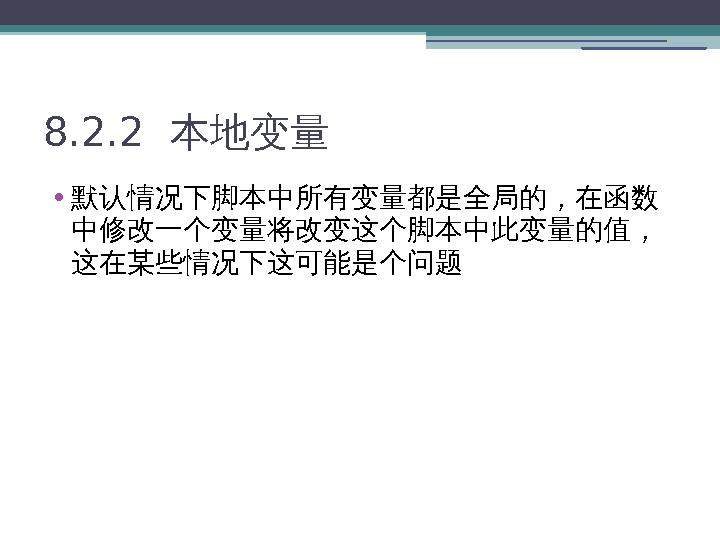 8.2.2 本地变量
•默认情况下脚本中所有变量都是全局的，在函数
中修改一个变量将改变这个脚本中此变量的值，
这在某些情况下这可能是个问题